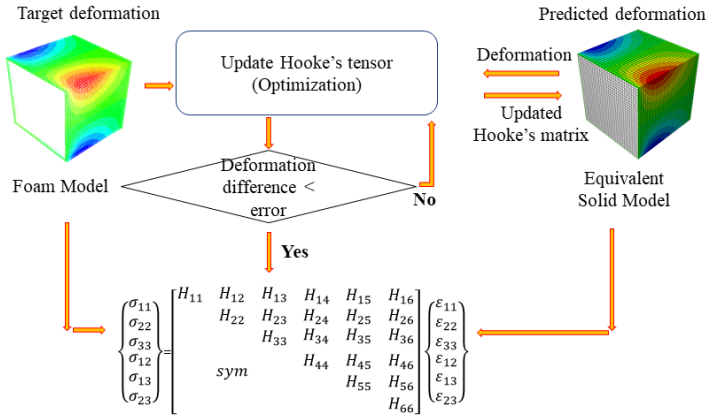 Target deformation
Predicted deformation
Update Hooke's tensor
(Optimization)
Deformation
Updated
Hooke's matrix
Foam Model
Deformation
difference <
error
No
Equivalent
Solid Model
Yes
σ₁₁ H₁₁ H₁₂ H₁₃ H₁₄ H₁₅ H₁₆ ε₁₁
σ₂₂ H₂₂ H₂₃ H₂₄ H₂₅ H₂₆ ε₂₂
σ₃₃ H₃₃ H₃₄ H₃₅ H₃₆ ε₃₃
σ₁₂ = sym H₄₄ H₄₅ H₄₆ ε₁₂
σ₁₃ H₅₅ H₅₆ ε₁₃
σ₂₃ H₆₆ ε₂₃